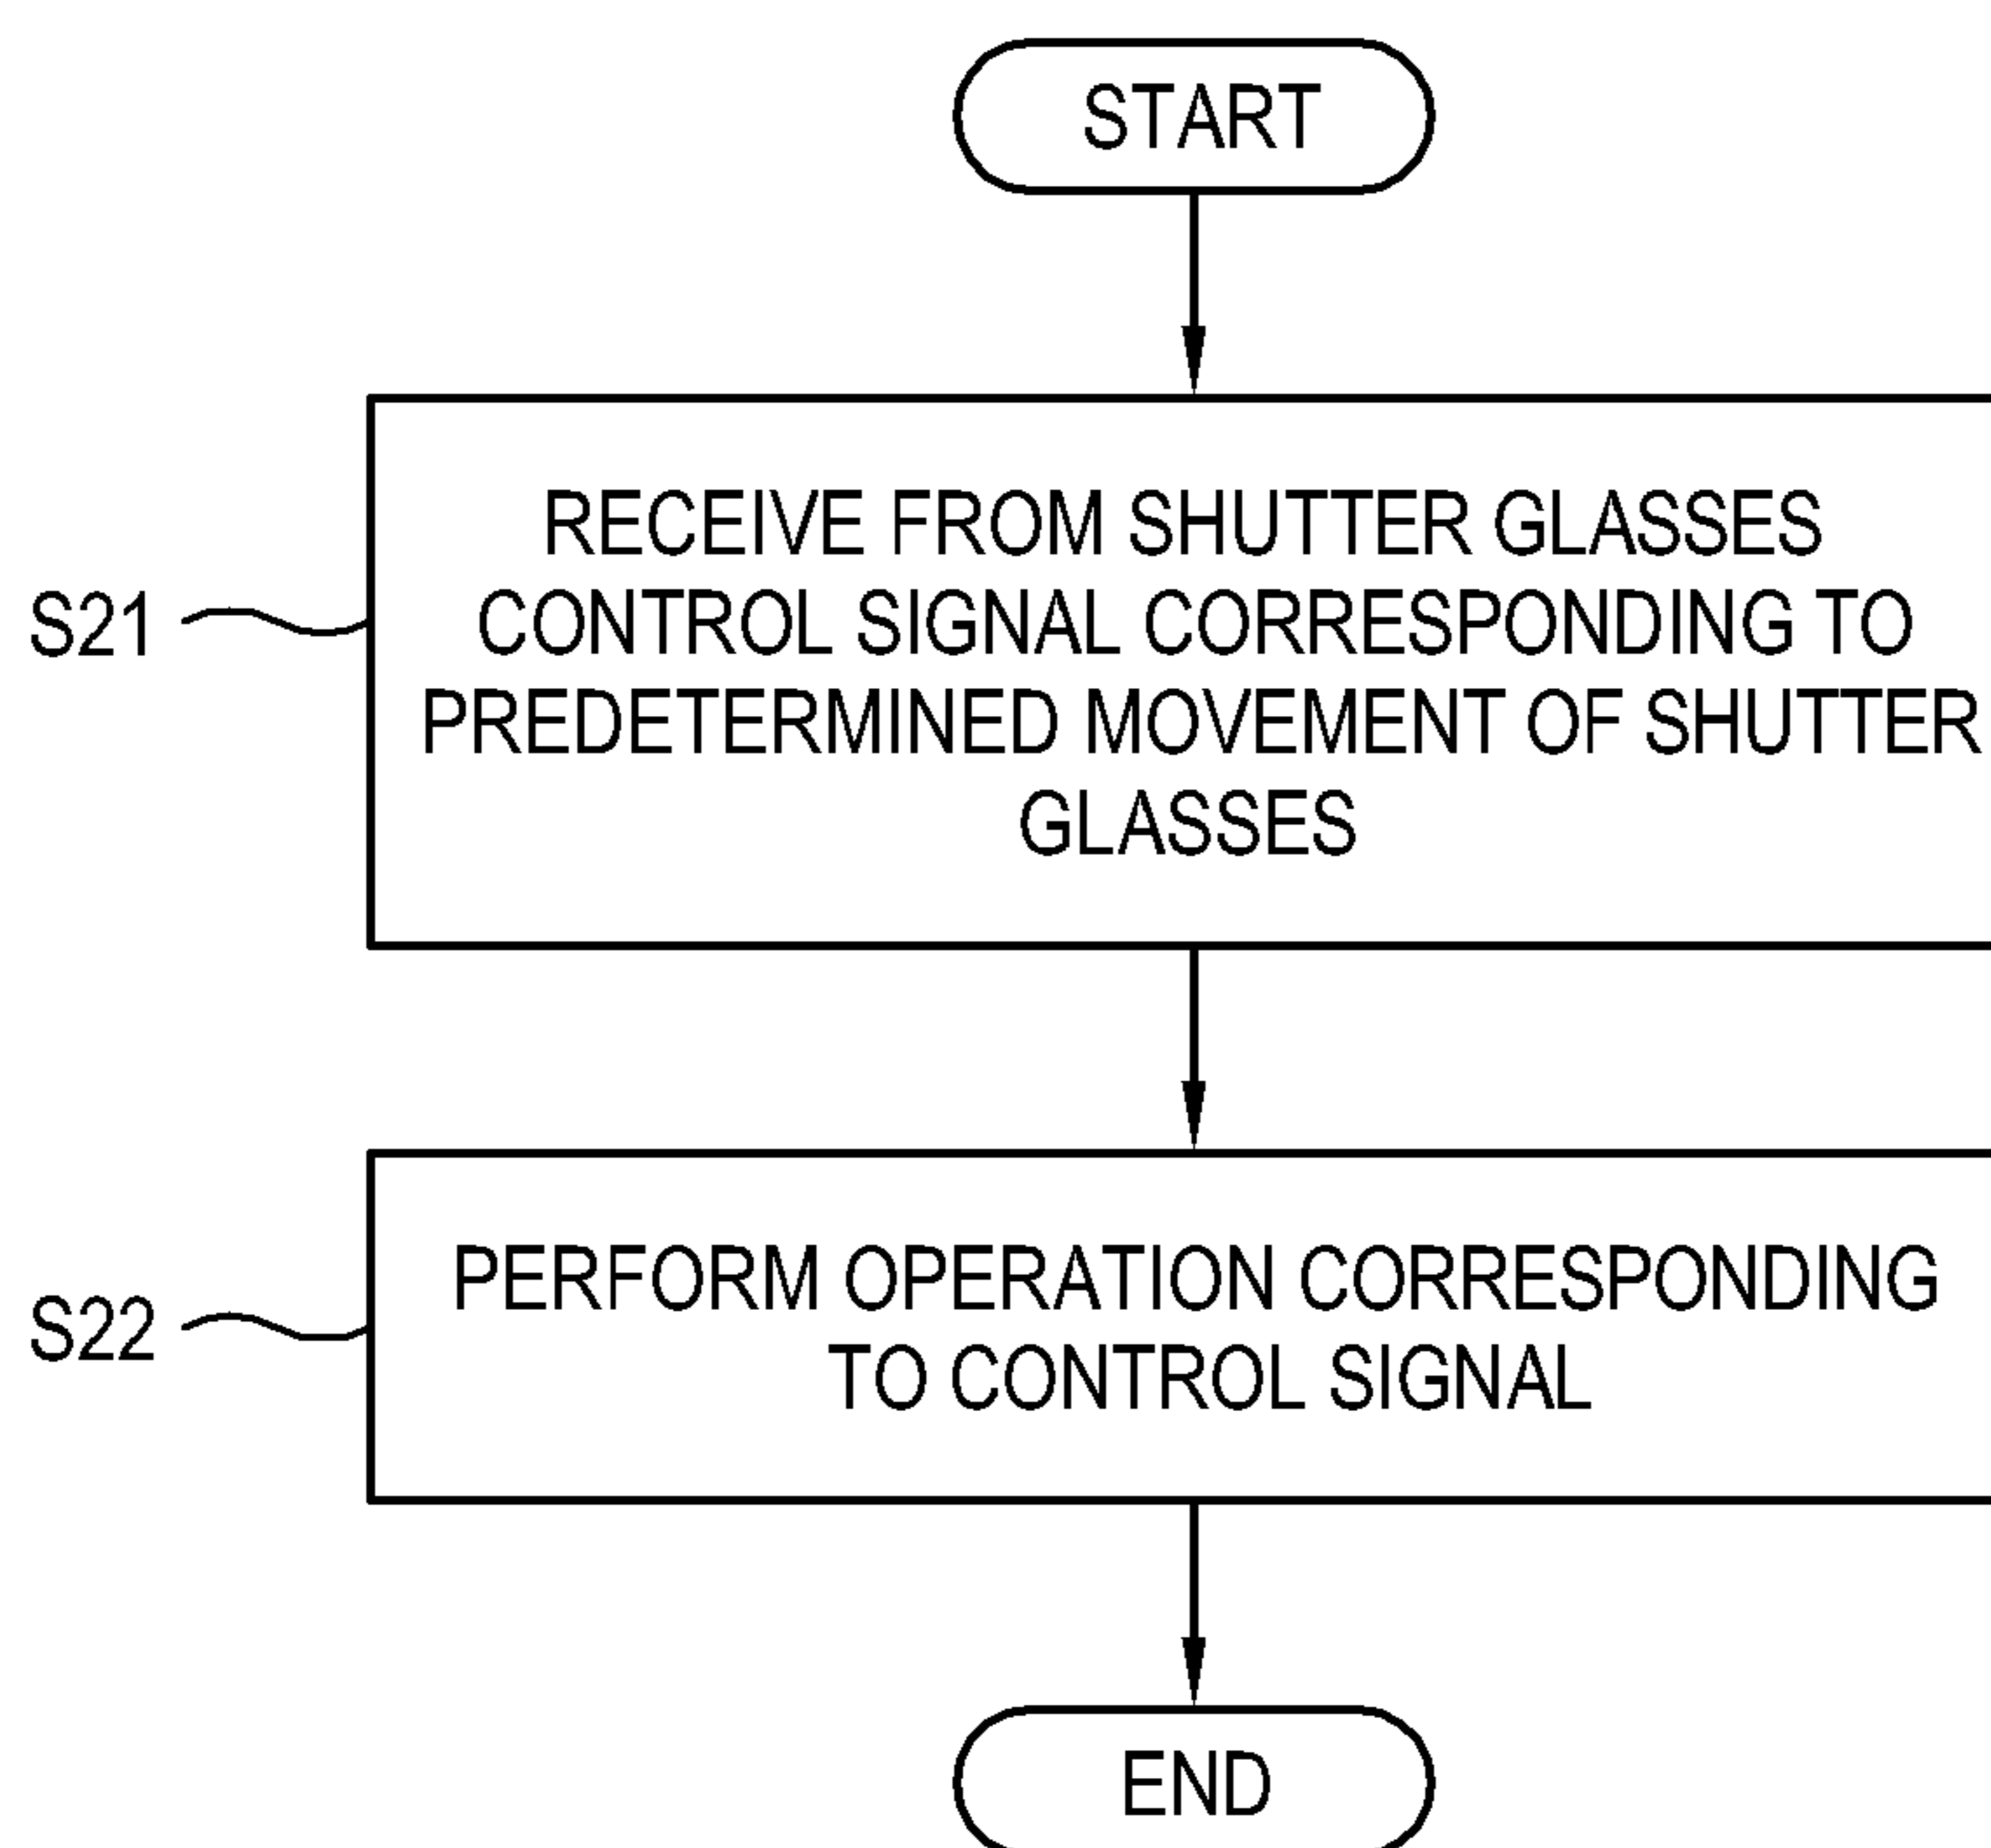 START
S21
RECEIVE FROM SHUTTER GLASSES
CONTROL SIGNAL CORRESPONDING TO
PREDETERMINED MOVEMENT OF SHUTTER
GLASSES
S22
PERFORM OPERATION CORRESPONDING
TO CONTROL SIGNAL
END